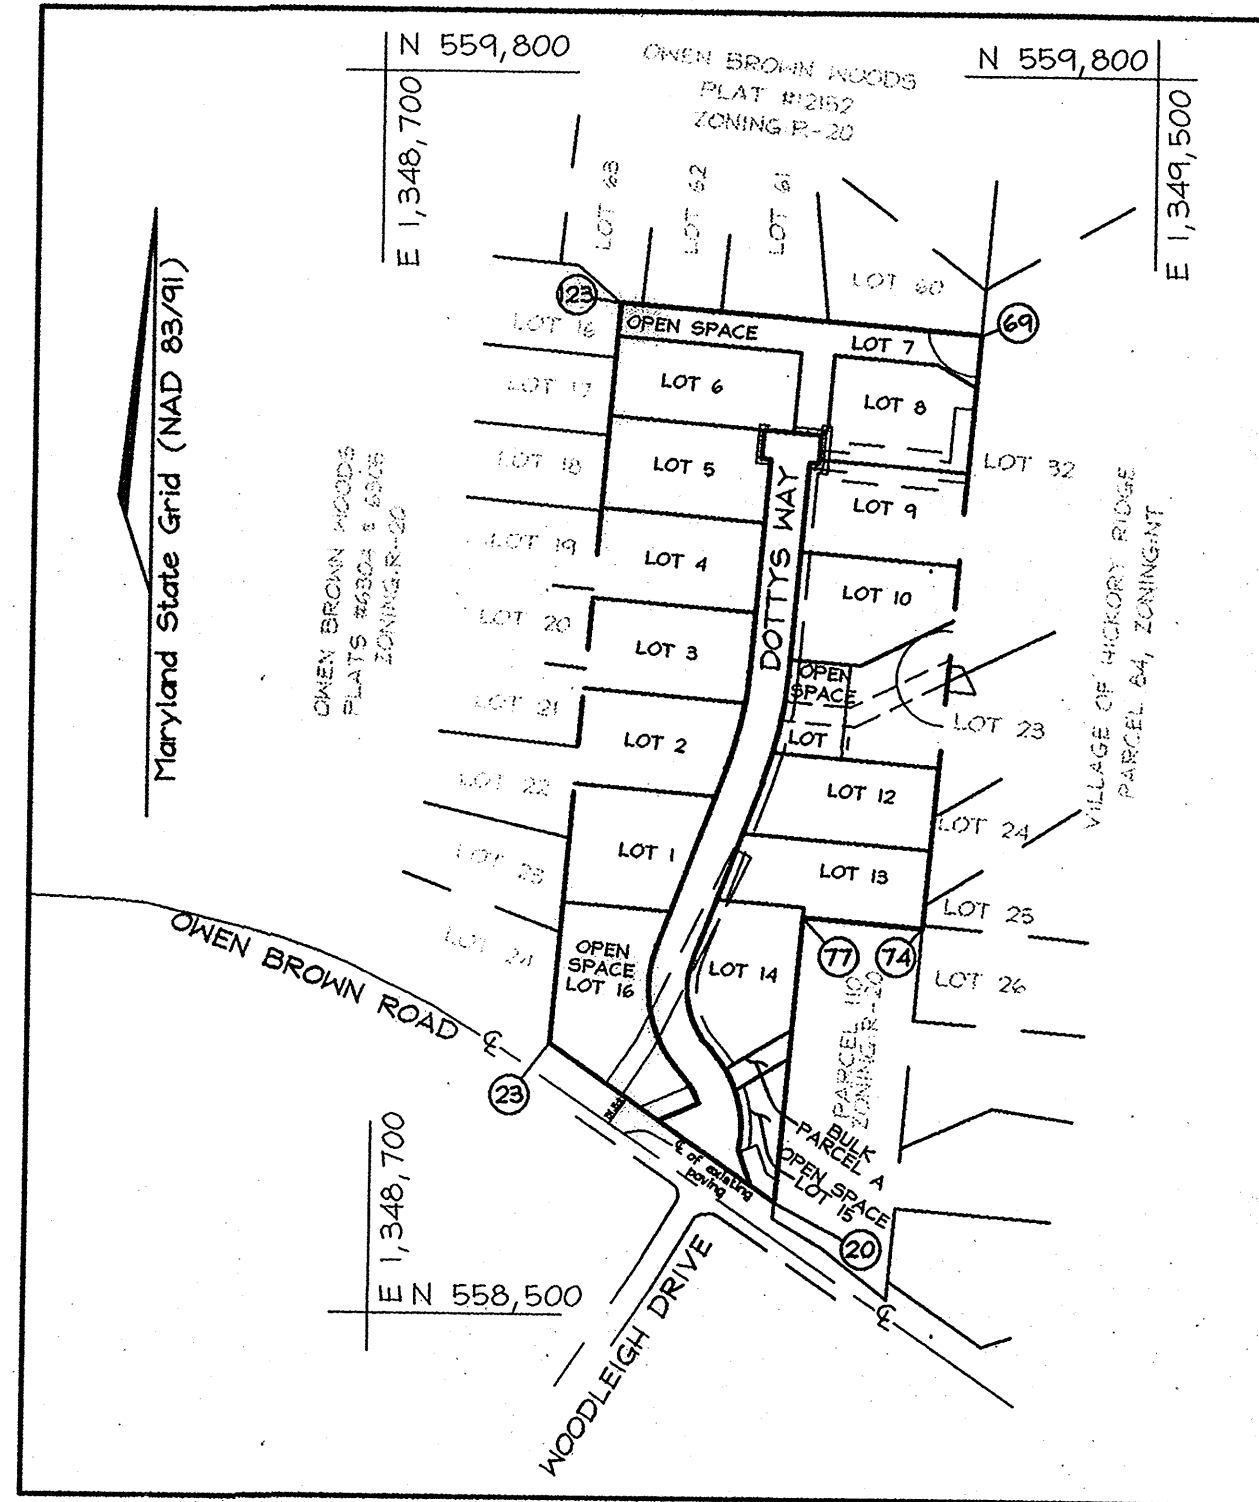 N 559,800
E 1,348,700
OWEN BROWN WOODS
PLAT #12152
ZONING R-20
N 559,800
E 1,349,500
LOT 63
LOT 62
LOT 61
LOT 60
Maryland State Grid (NAD 83/91)
123
69
OPEN SPACE
LOT 7
LOT 16
LOT 17
LOT 6
LOT 8
LOT 18
LOT 5
LOT 32
LOT 9
OWEN BROWN WOODS
ZONING: R-20
LOT 19
LOT 4
LOT 10
DOTTYS WAY
VILLAGE OF HICKORY RIDGE
PARCEL 84, ZONING:NT
LOT 20
LOT 3
OPEN
SPACE
LOT 21
LOT 2
LOT 1
LOT 23
LOT 22
LOT 12
LOT 24
LOT 23
LOT 1
LOT 13
LOT 25
OWEN BROWN ROAD
LOT 24
OPEN
SPACE
LOT 16
LOT 14
77
74
LOT 26
PARCEL 110
ZONING:R-20
23
BULK
PARCEL A
OPEN SPACE
LOT 15
℄ of existing
paving
20
E 1,348,700
N 558,500
WOODLEIGH DRIVE
℄
℄